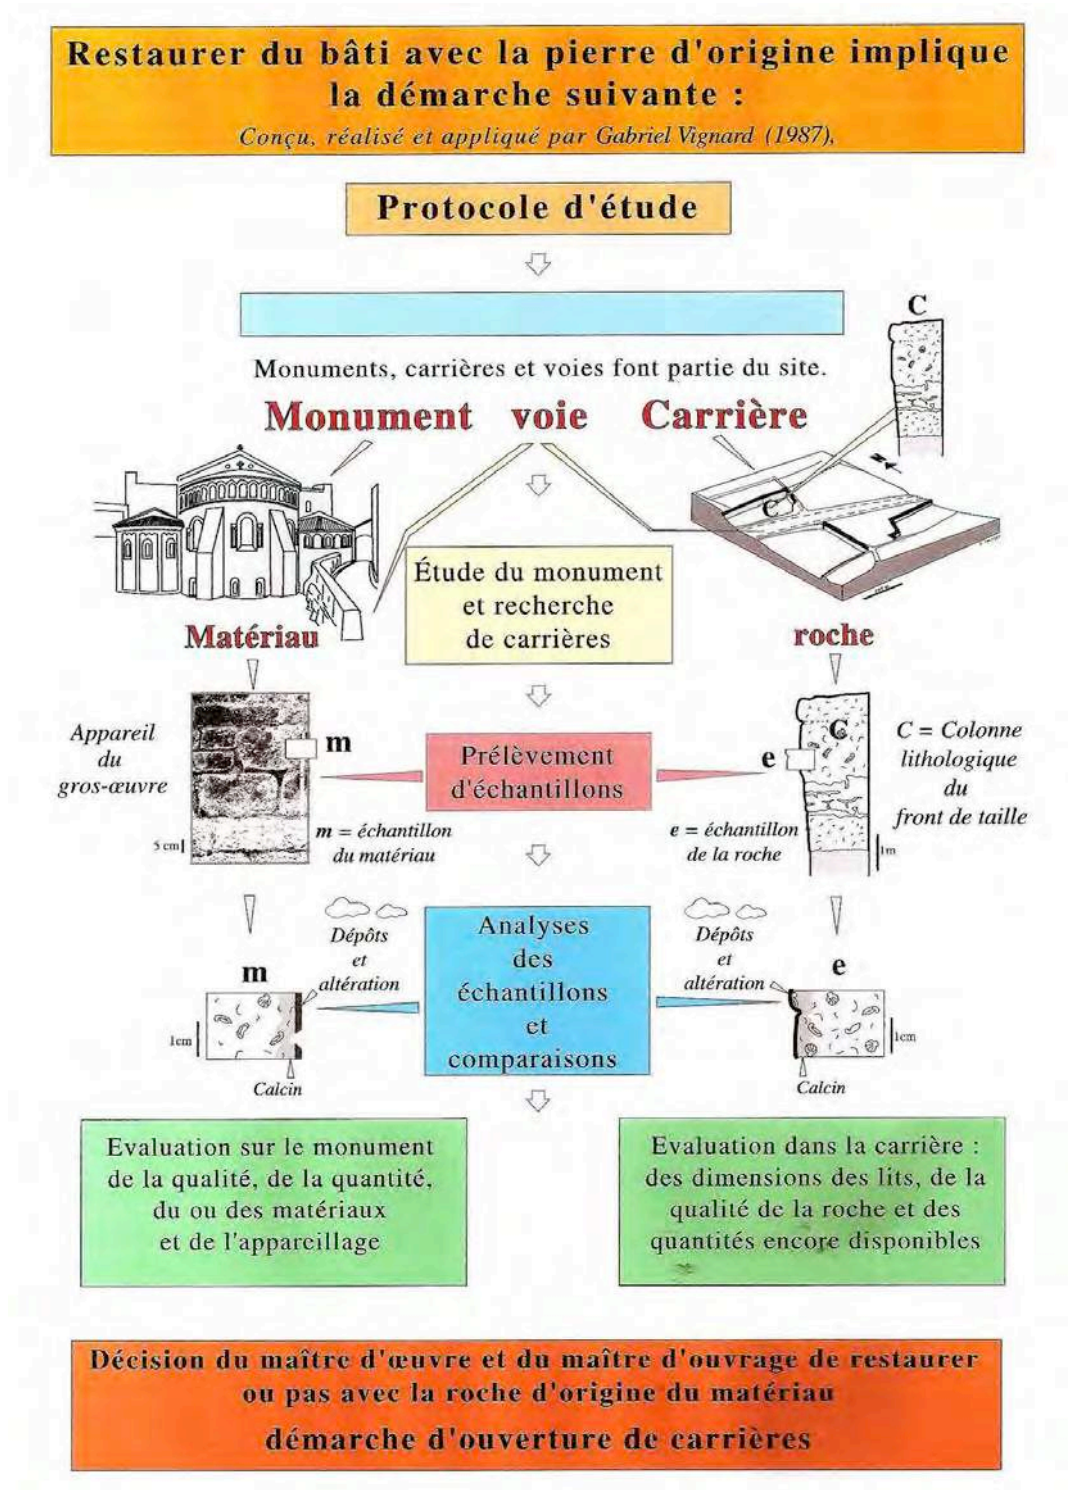 Restaurer du bâti avec la pierre d'origine implique
la démarche suivante :
Conçu, réalisé et appliqué par Gabriel Vignard (1987),
Protocole d'étude
C
Monuments, carrières et voies font partie du site.
Monument voie Carrière
N
C
Étude du monument
et recherche
de carrières
Matériau
roche
Appareil
du
gros-œuvre
m
5 cm
m = échantillon
du matériau
Prélèvement
d'échantillons
e
C
e = échantillon
de la roche
1m
C = Colonne
lithologique
du
front de taille
Dépôts
et
altération
m
1cm
Calcin
Analyses
des
échantillons
et
comparaisons
Dépôts
et
altération
e
1cm
Calcin
Evaluation sur le monument
de la qualité, de la quantité,
du ou des matériaux
et de l'appareillage
Evaluation dans la carrière :
des dimensions des lits, de la
qualité de la roche et des
quantités encore disponibles
Décision du maître d'œuvre et du maître d'ouvrage de restaurer
ou pas avec la roche d'origine du matériau
démarche d'ouverture de carrières